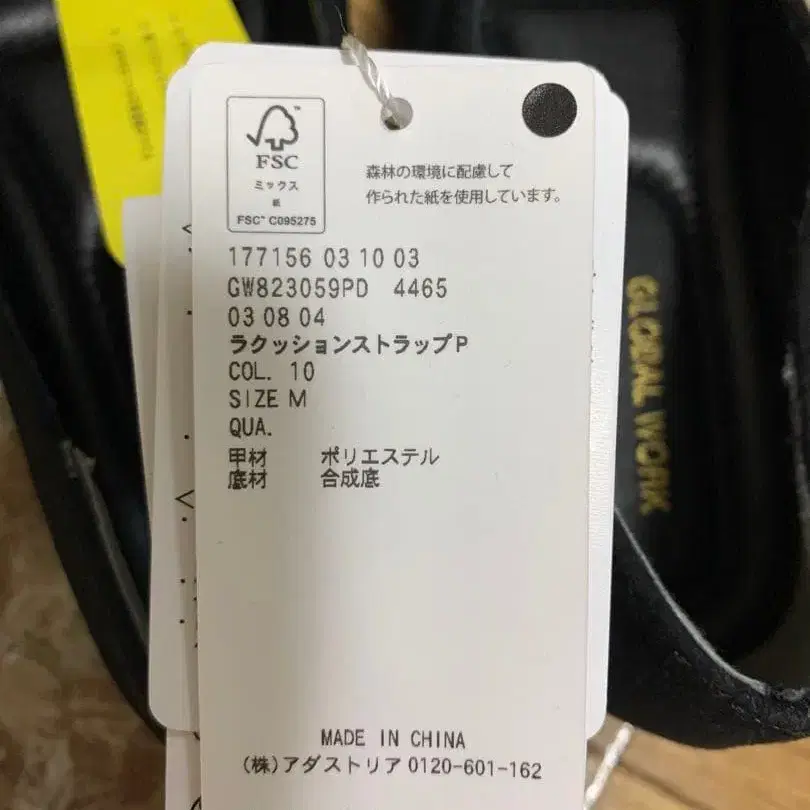 FSC™
ミックス
紙
FSC™ C095275
森林の環境に配慮して
作られた紙を使用しています。
177156 03 10 03
GW823059PD 4465
03 08 04
ラクッションストラップP
COL. 10
SIZE M
QUA.
甲材 ポリエステル
底材 合成底
MADE IN CHINA
(株)アダストリア 0120-601-162
GLOBAL WORK